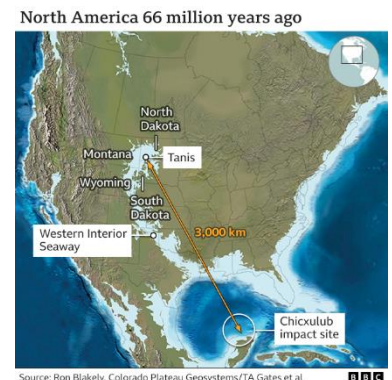 North America 66 million years ago
North
Dakota
Montana
Tanis
Wyoming
South
Dakota
3,000 km
Western Interior
Seaway
Chicxulub
impact site
Source: Ron Blakely, Colorado Plateau Geosystems/TA Gates et al
BBC